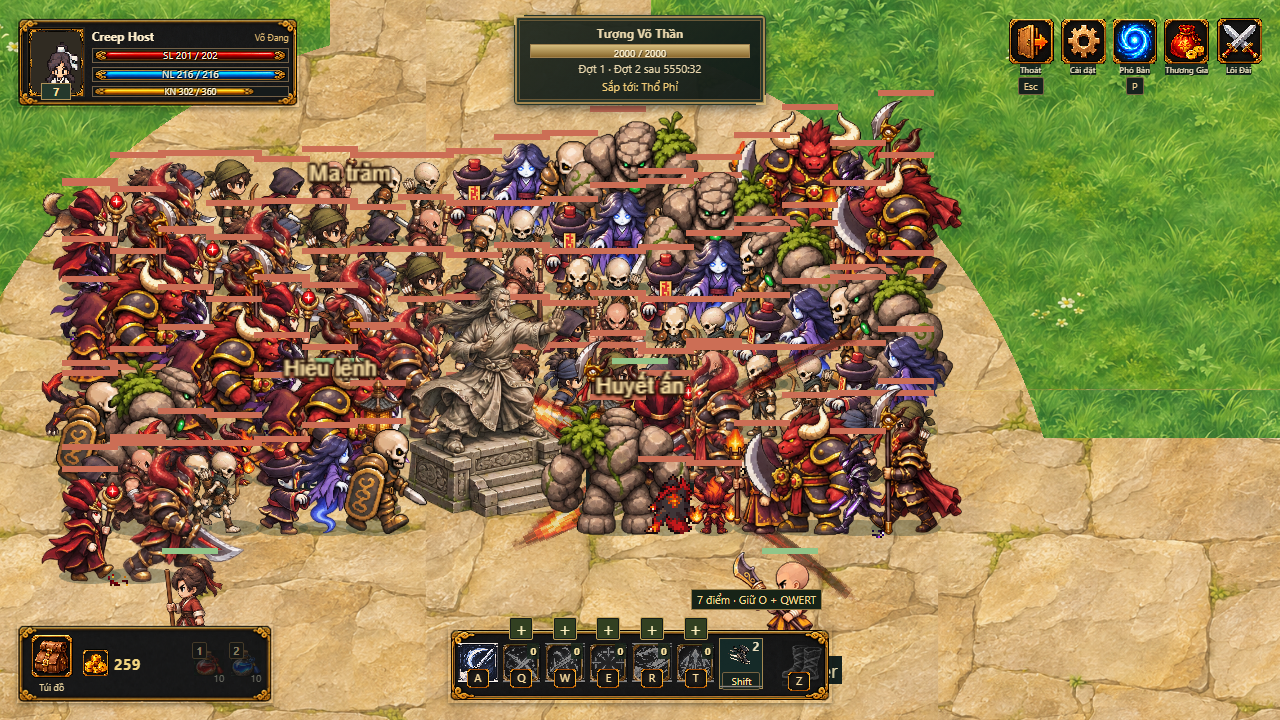 Creep Host
Võ Đang
SL 201 / 202
NL 216 / 216
KN 302 / 360
7
Tượng Võ Thần
2000 / 2000
Đợt 1 · Đợt 2 sau 5550:32
Sắp tới: Thổ Phỉ
Thoát
Cài đặt
Phó Bản
Thương Gia
Lôi Đài
Esc
P
Ma trảm
Hiệu lệnh
Huyết ấn
7 điểm · Giữ O + QWERT
+ + + + +
259
Túi đồ
1
10
2
10
A
0
Q
0
W
0
E
0
R
0
T
2
Shift
Z
er